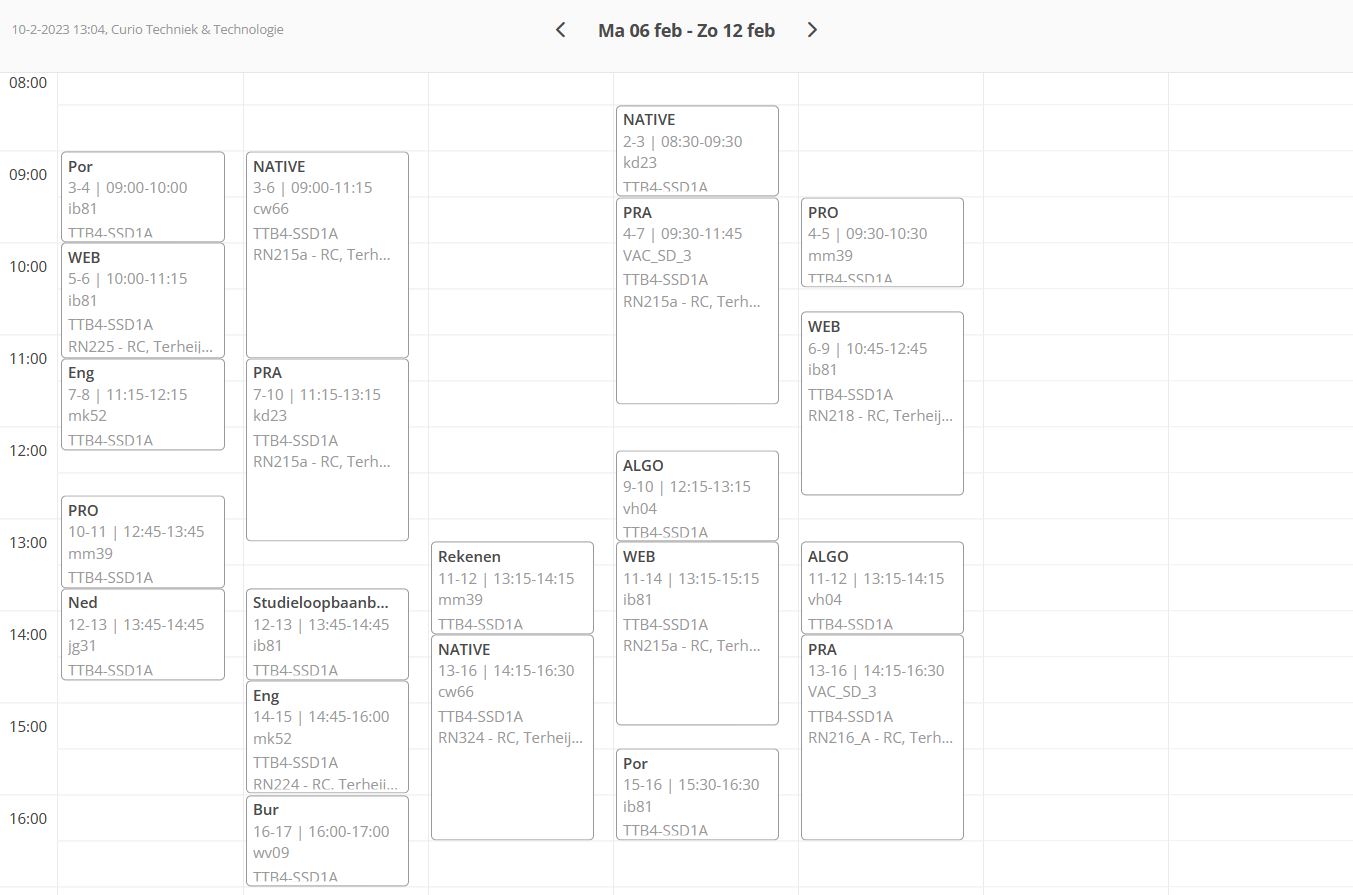 10-2-2023 13:04, Curio Techniek & Technologie
Ma 06 feb - Zo 12 feb
08:00
09:00
10:00
11:00
12:00
13:00
14:00
15:00
16:00
Por
3-4 | 09:00-10:00
ib81
TTB4-SSD1A
WEB
5-6 | 10:00-11:15
ib81
TTB4-SSD1A
RN225 - RC, Terheij...
Eng
7-8 | 11:15-12:15
mk52
TTB4-SSD1A
PRO
10-11 | 12:45-13:45
mm39
TTB4-SSD1A
Ned
12-13 | 13:45-14:45
jg31
TTB4-SSD1A
NATIVE
3-6 | 09:00-11:15
cw66
TTB4-SSD1A
RN215a - RC, Terh...
PRA
7-10 | 11:15-13:15
kd23
TTB4-SSD1A
RN215a - RC, Terh...
Studieloopbaanb...
12-13 | 13:45-14:45
ib81
TTB4-SSD1A
Eng
14-15 | 14:45-16:00
mk52
TTB4-SSD1A
RN224 - RC, Terheij...
Bur
16-17 | 16:00-17:00
wv09
TTB4-SSD1A
Rekenen
11-12 | 13:15-14:15
mm39
TTB4-SSD1A
NATIVE
13-16 | 14:15-16:30
cw66
TTB4-SSD1A
RN324 - RC, Terheij...
NATIVE
2-3 | 08:30-09:30
kd23
TTB4-SSD1A
PRA
4-7 | 09:30-11:45
VAC_SD_3
TTB4-SSD1A
RN215a - RC, Terh...
ALGO
9-10 | 12:15-13:15
vh04
TTB4-SSD1A
WEB
11-14 | 13:15-15:15
ib81
TTB4-SSD1A
RN215a - RC, Terh...
Por
15-16 | 15:30-16:30
ib81
TTB4-SSD1A
PRO
4-5 | 09:30-10:30
mm39
TTB4-SSD1A
WEB
6-9 | 10:45-12:45
ib81
TTB4-SSD1A
RN218 - RC, Terheij...
ALGO
11-12 | 13:15-14:15
vh04
TTB4-SSD1A
PRA
13-16 | 14:15-16:30
VAC_SD_3
TTB4-SSD1A
RN216_A - RC, Terh...